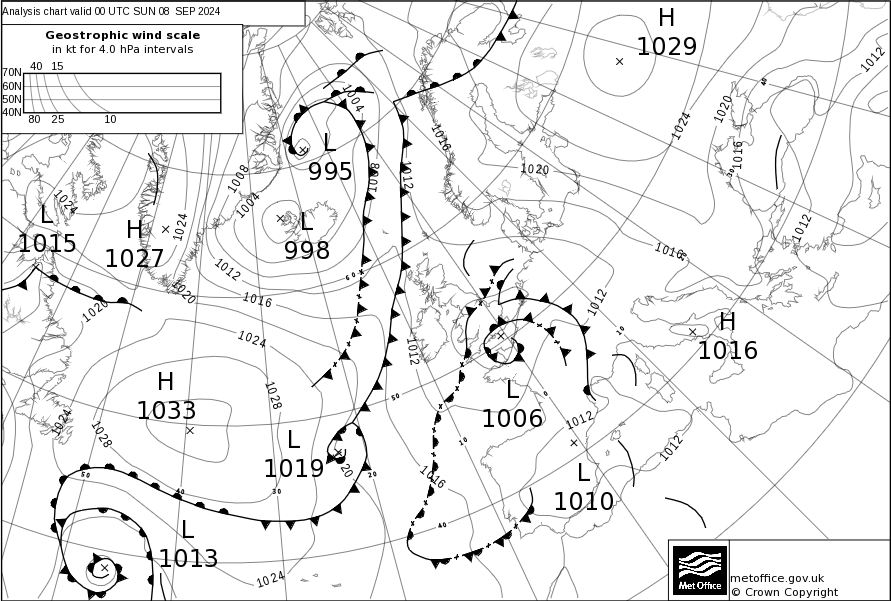 Analysis chart valid 00 UTC SUN 08 SEP 2024
Geostrophic wind scale
in kt for 4.0 hPa intervals
40 15
70N
60N
50N
40N
80 25 10
H
1029
1012
40
1004
L
995
1008
1012
1016
1020
1024
1020
1016
30
1008
1004
1024
L
1015
H
1027
1024
L
998
1012
1016
1020
1020
60
1012
1016
1012
10
H
1016
1024
1012
H
1033
1028
1024
1028
50
0
L
1006
1012
1012
L
1019
20
20
10
1016
L
1010
50
40
30
40
L
1013
1024
Met Office
metoffice.gov.uk
© Crown Copyright